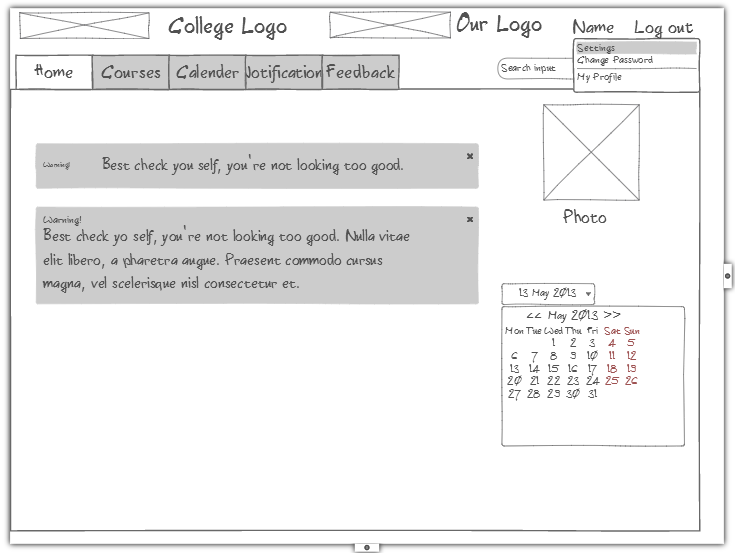 College Logo
Our Logo
Name
Log out
Settings
Change Password
My Profile
Home
Courses
Calender
Notification
Feedback
Search input
Warning!
Best check you self, you're not looking too good.
Photo
Warning!
Best check yo self, you're not looking too good. Nulla vitae
elit libero, a pharetra augue. Praesent commodo cursus
magna, vel scelerisque nisl consectetur et.
13 May 2013
<< May 2013 >>
Mon Tue Wed Thu Fri Sat Sun
1 2 3 4 5
6 7 8 9 10 11 12
13 14 15 16 17 18 19
20 21 22 23 24 25 26
27 28 29 30 31